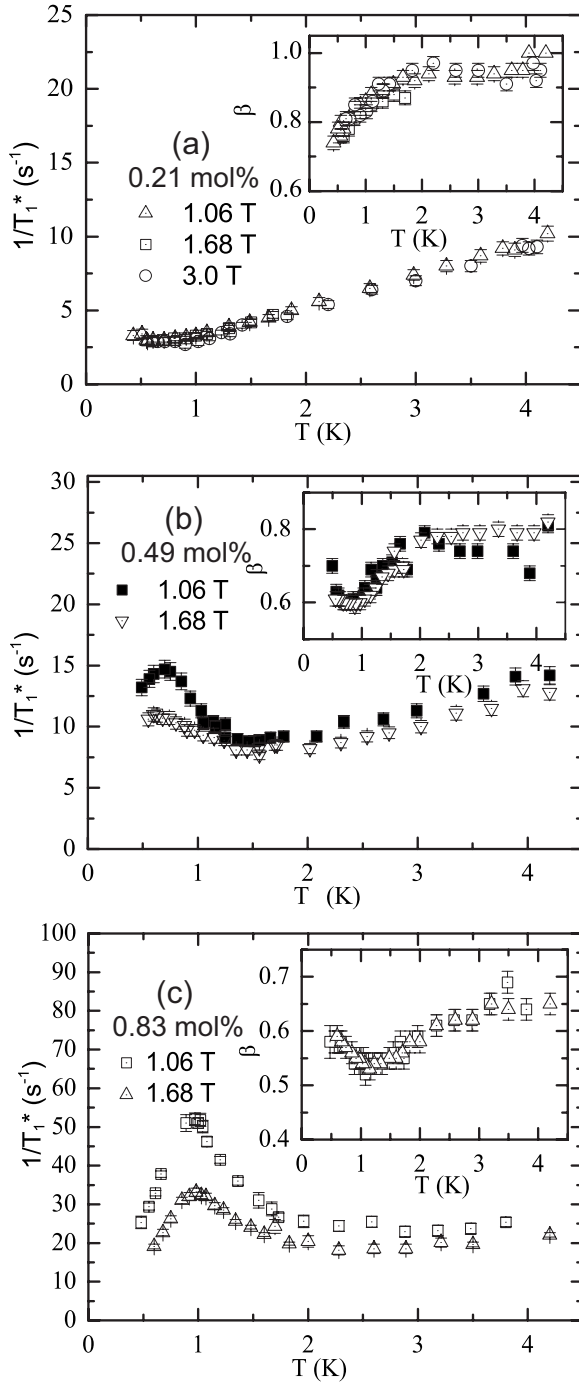 25
20
15
10
5
0
1/T₁* (s⁻¹)
(a)
0.21 mol%
1.06 T
1.68 T
3.0 T
1.0
0.8
0.6
β
0 1 2 3 4
T (K)
0 1 2 3 4
T (K)
30
25
20
15
10
5
0
1/T₁* (s⁻¹)
(b)
0.49 mol%
1.06 T
1.68 T
0.8
0.6
β
0 1 2 3 4
T (K)
0 1 2 3 4
T (K)
100
90
80
70
60
50
40
30
20
10
0
1/T₁* (s⁻¹)
(c)
0.83 mol%
1.06 T
1.68 T
0.7
0.6
0.5
0.4
β
0 1 2 3 4
T (K)
0 1 2 3 4
T (K)